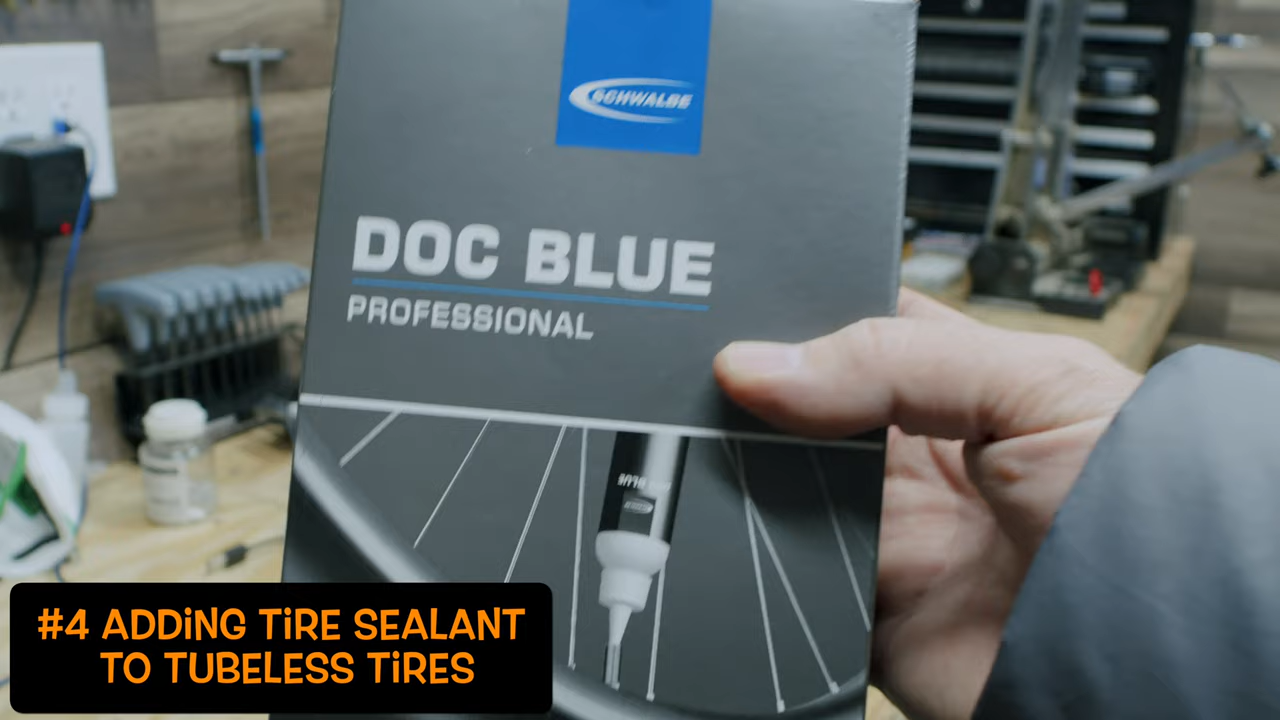 SCHWALBE
DOC BLUE
PROFESSIONAL
#4 ADDING TIRE SEALANT
TO TUBELESS TIRES